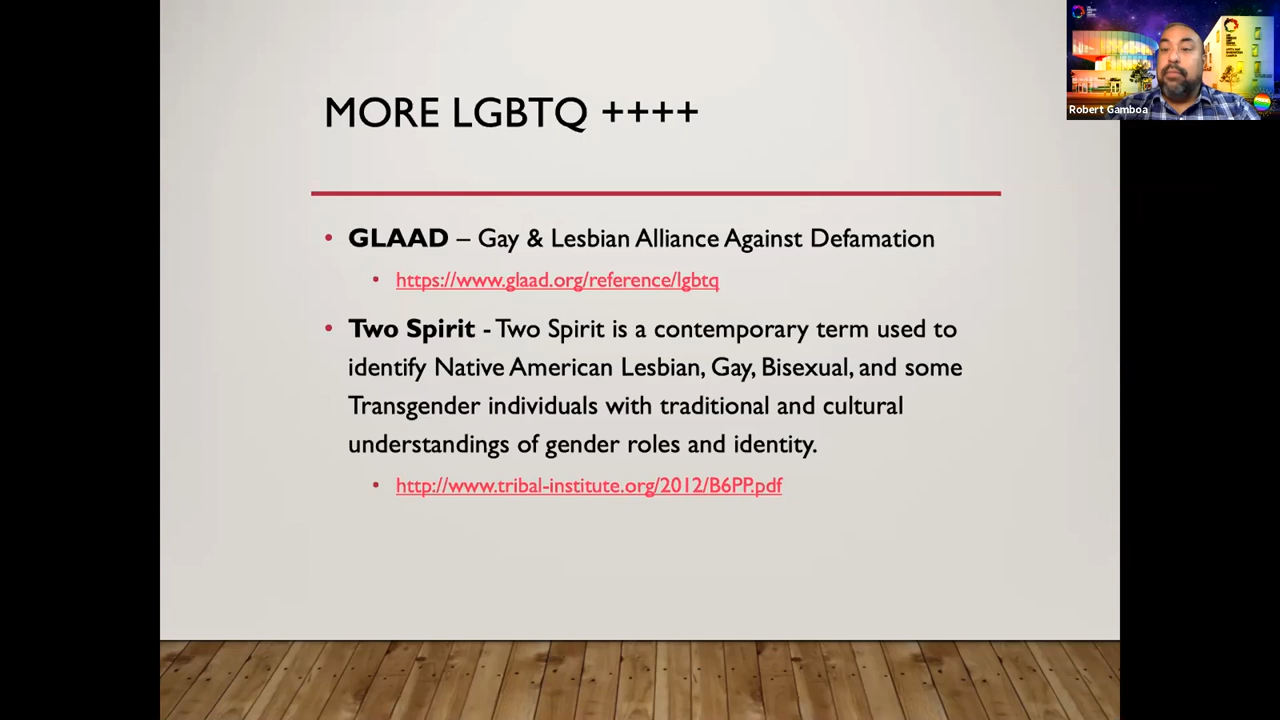 MORE LGBTQ ++++
• GLAAD – Gay & Lesbian Alliance Against Defamation
• https://www.glaad.org/reference/lgbtq
• Two Spirit - Two Spirit is a contemporary term used to
identify Native American Lesbian, Gay, Bisexual, and some
Transgender individuals with traditional and cultural
understandings of gender roles and identity.
• http://www.tribal-institute.org/2012/B6PP.pdf
Robert Gamboa